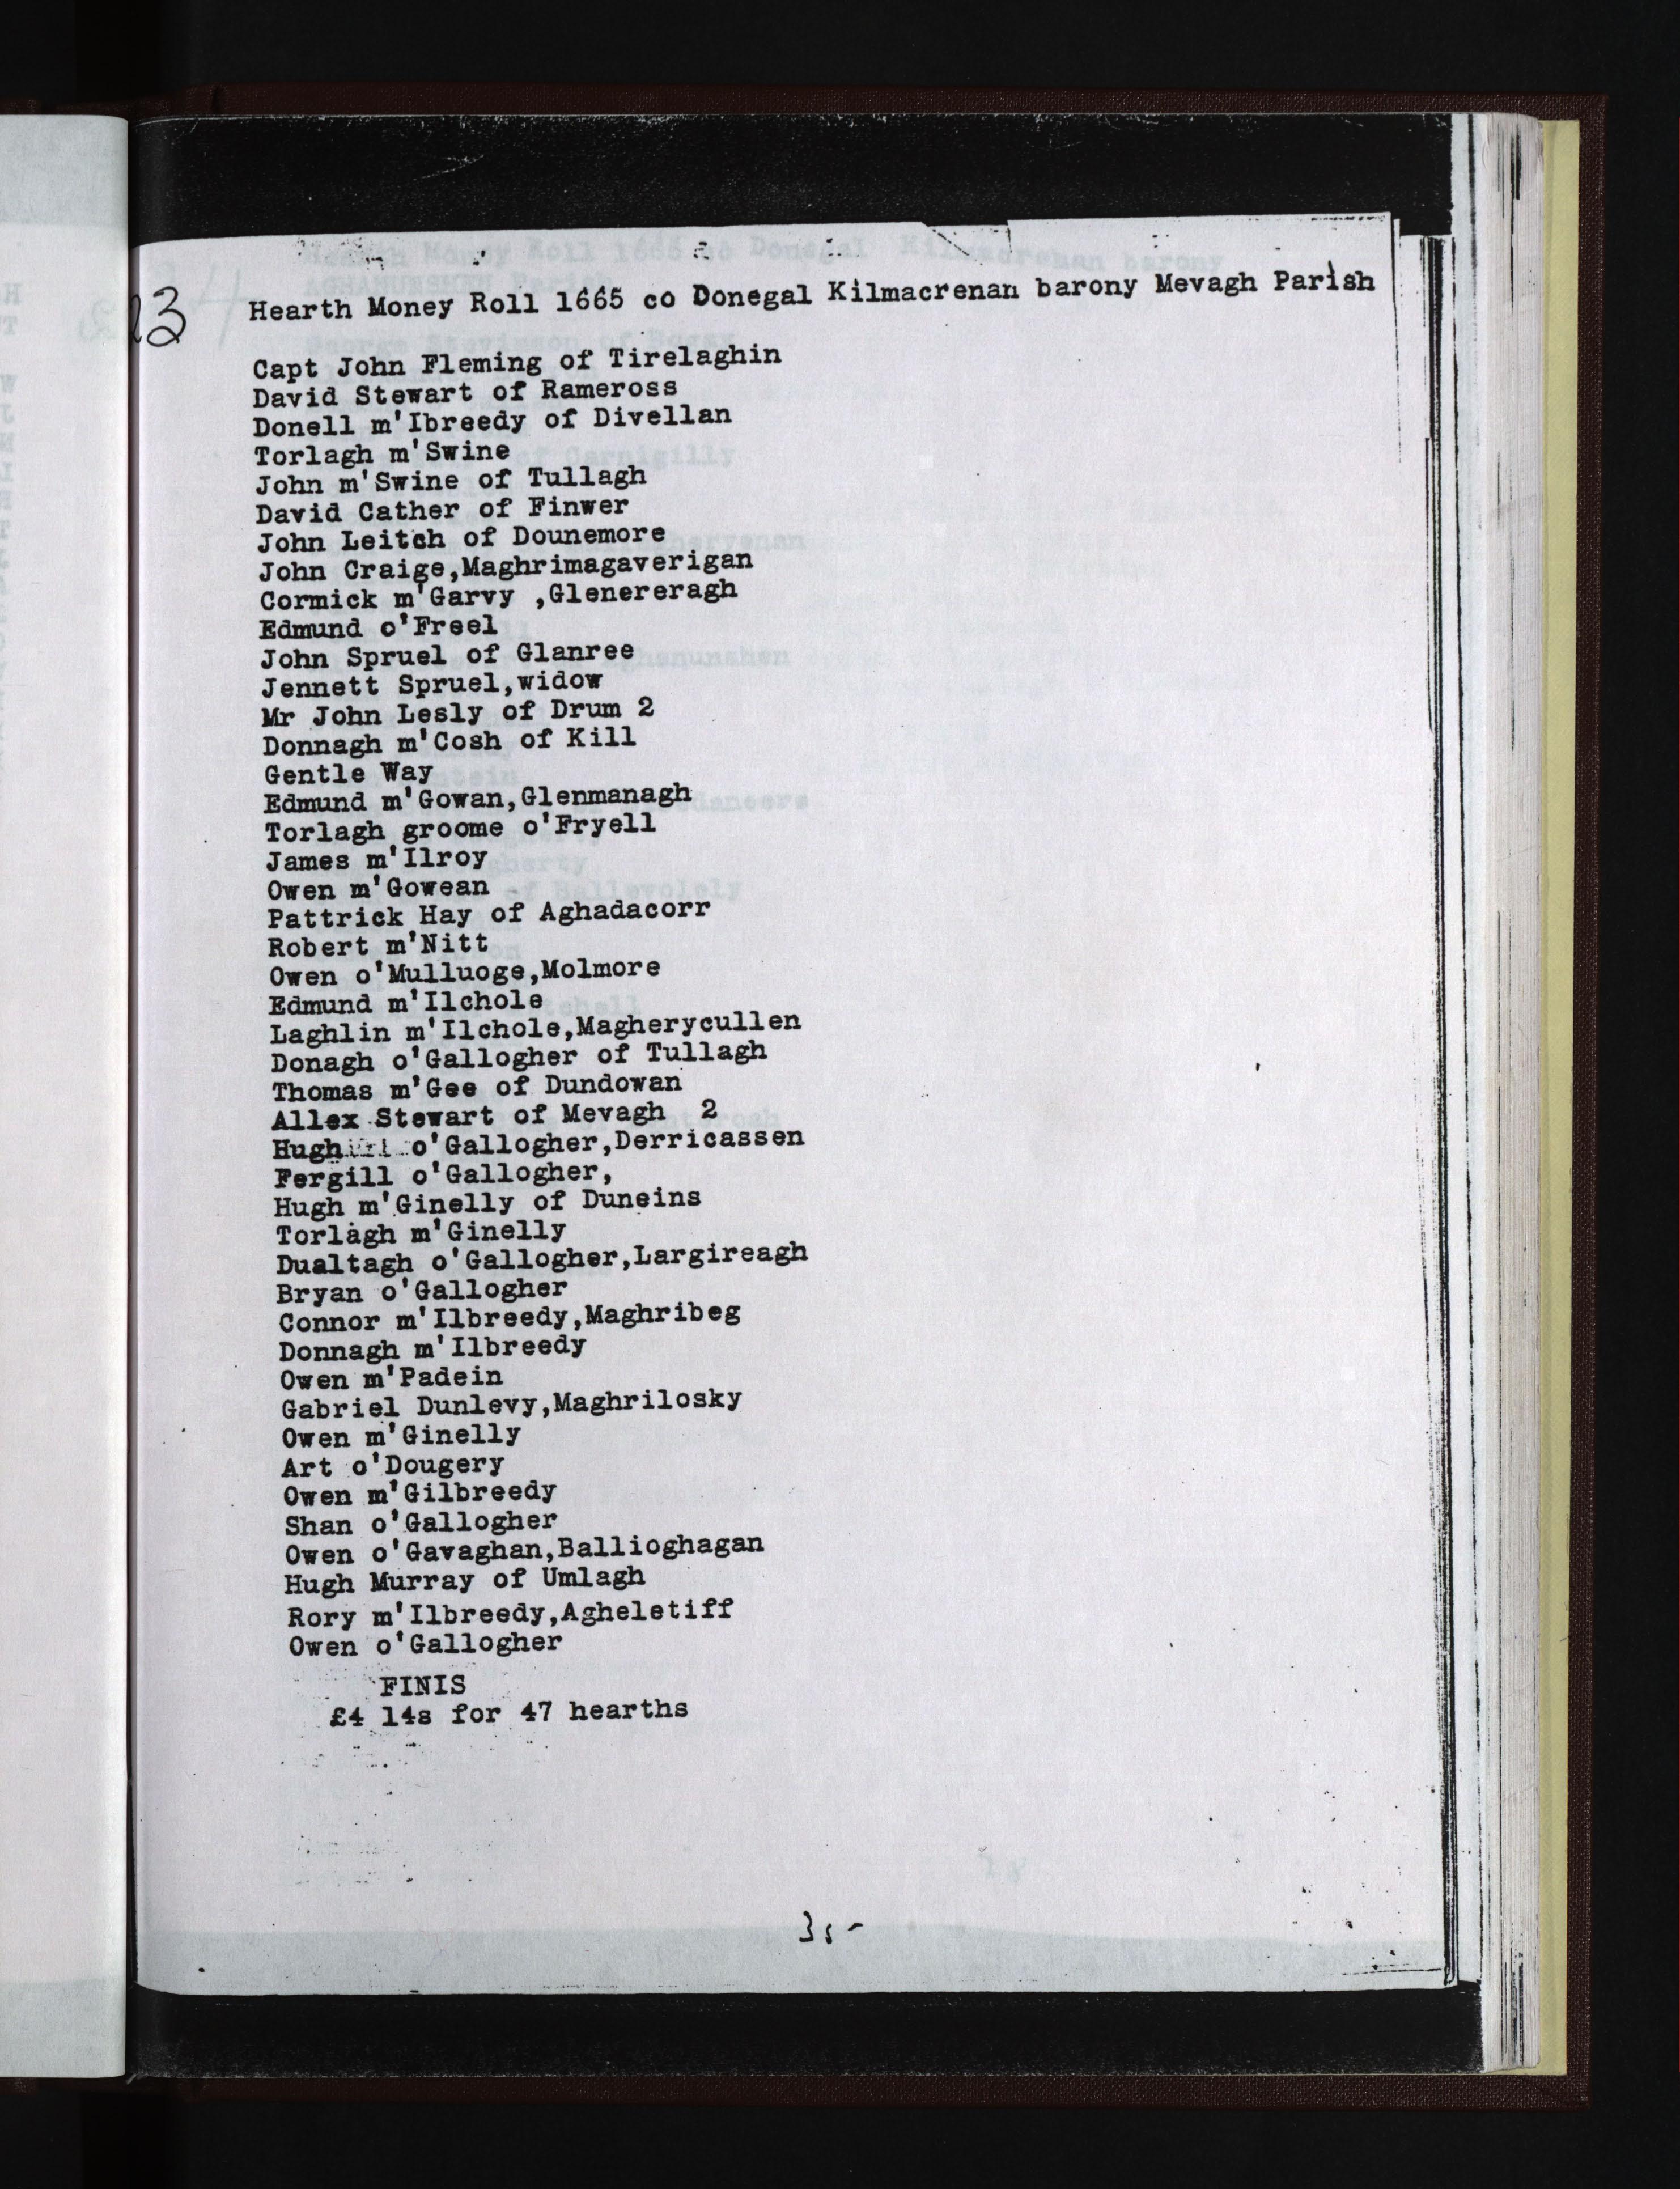 23
Hearth Money Roll 1665 co Donegal Kilmacrenan barony Mevagh Parish
Capt John Fleming of Tirelaghin
David Stewart of Rameross
Donell m'Ibreedy of Divellan
Torlagh m'Swine
John m'Swine of Tullagh
David Cather of Finwer
John Leitch of Dounemore
John Craige,Maghrimagaverigan
Cormick m'Garvy ,Glenereragh
Edmund o'Freel
John Spruel of Glanree
Jennett Spruel,widow
Mr John Lesly of Drum 2
Donnagh m'Cosh of Kill
Gentle Way
Edmund m'Gowan,Glenmanagh
Torlagh groome o'Fryell
James m'Ilroy
Owen m'Gowean
Pattrick Hay of Aghadacorr
Robert m'Nitt
Owen o'Mulluoge,Molmore
Edmund m'Ilchole
Laghlin m'Ilchole,Magherycullen
Donagh o'Gallogher of Tullagh
Thomas m'Gee of Dundowan
Allex Stewart of Mevagh 2
Hugh o'Gallogher,Derricassen
Fergill o'Gallogher,
Hugh m'Ginelly of Duneins
Torlagh m'Ginelly
Dualtagh o'Gallogher,Largireagh
Bryan o'Gallogher
Connor m'Ilbreedy,Maghribeg
Donnagh m'Ilbreedy
Owen m'Padein
Gabriel Dunlevy,Maghrilosky
Owen m'Ginelly
Art o'Dougery
Owen m'Gilbreedy
Shan o'Gallogher
Owen o'Gavaghan,Ballioghagan
Hugh Murray of Umlagh
Rory m'Ilbreedy,Agheletiff
Owen o'Gallogher
FINIS
£4 14s for 47 hearths